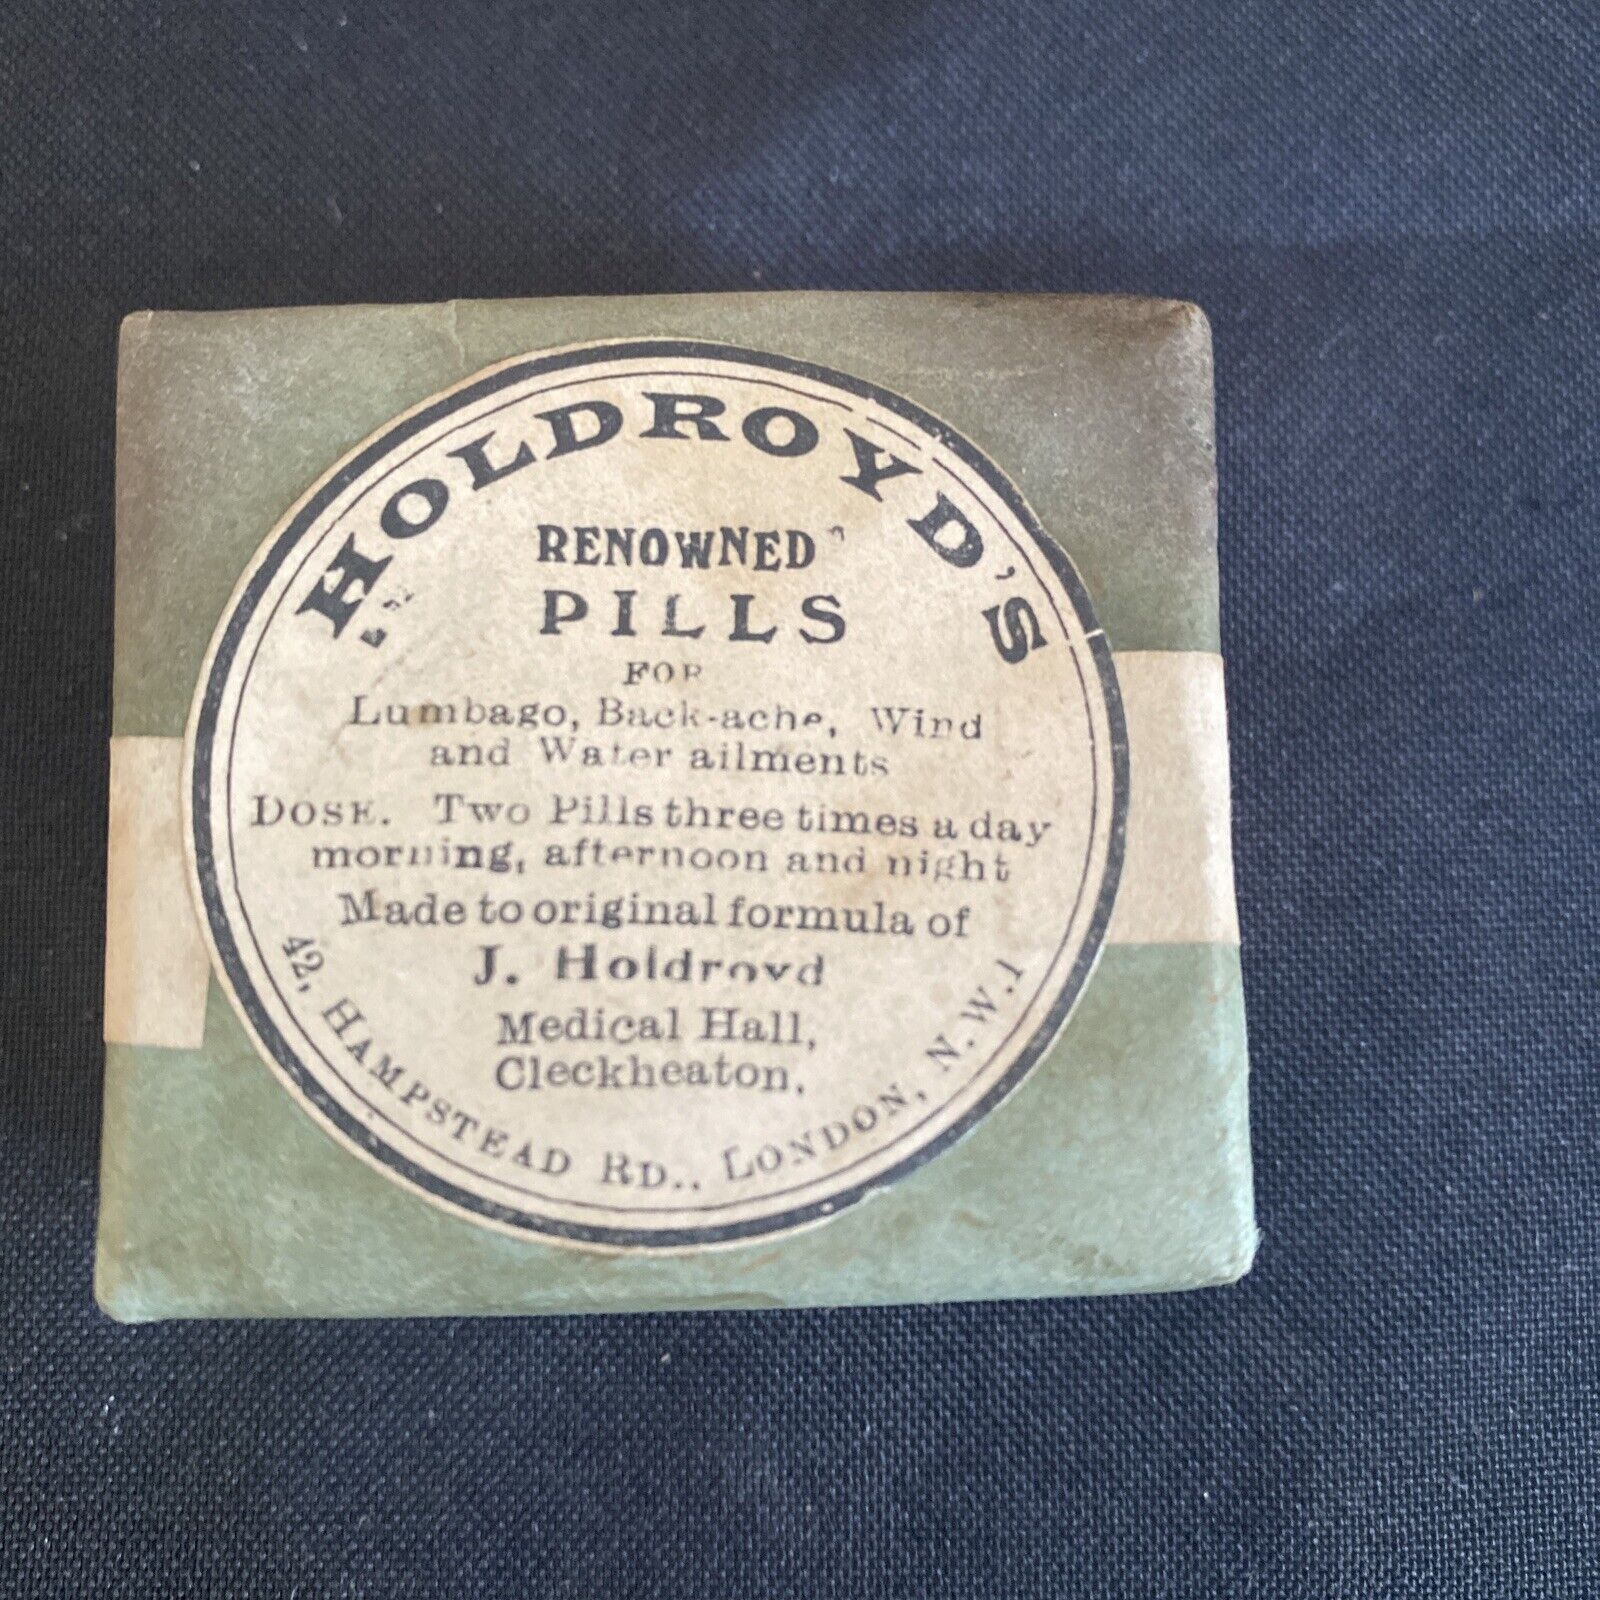 HOLDROYD'S
RENOWNED
PILLS
FOR
Lumbago, Back-ache, Wind
and Water ailments
DOSE. Two Pills three times a day
morning, afternoon and night
Made to original formula of
J. Holdroyd
Medical Hall,
Cleckheaton.
42, HAMPSTEAD RD., LONDON, N.W.1